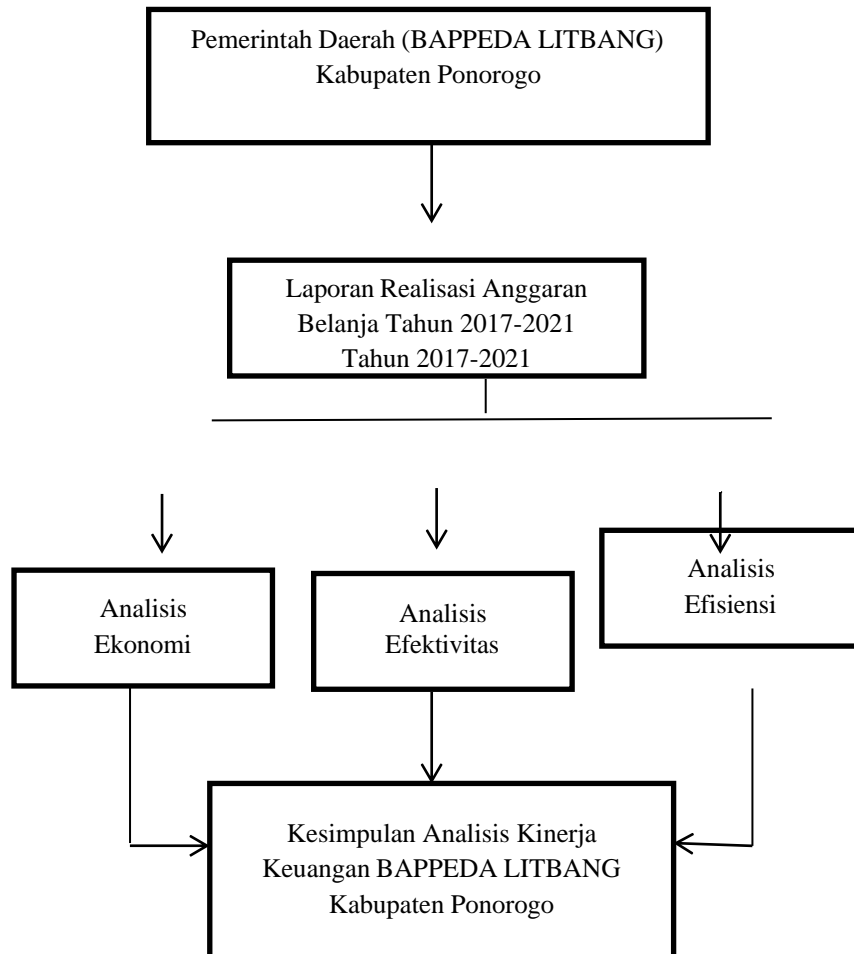 Pemerintah Daerah (BAPPEDA LITBANG)
Kabupaten Ponorogo
Laporan Realisasi Anggaran
Belanja Tahun 2017-2021
Tahun 2017-2021
Analisis
Ekonomi
Analisis
Efektivitas
Analisis
Efisiensi
Kesimpulan Analisis Kinerja
Keuangan BAPPEDA LITBANG
Kabupaten Ponorogo